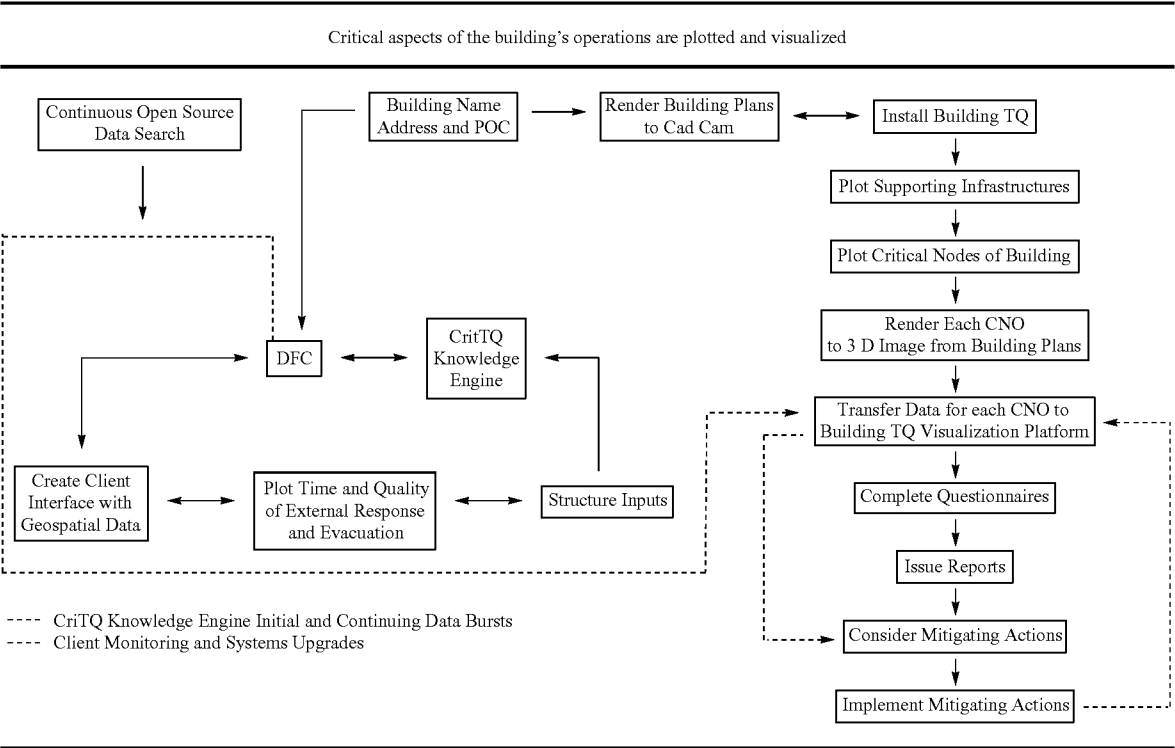 Critical aspects of the building's operations are plotted and visualized
Continuous Open Source
Data Search
Building Name
Address and POC
Render Building Plans
to Cad Cam
Install Building TQ
Plot Supporting Infrastructures
Plot Critical Nodes of Building
Render Each CNO
to 3 D Image from Building Plans
DFC
CritTQ
Knowledge
Engine
Transfer Data for each CNO to
Building TQ Visualization Platform
Create Client
Interface with
Geospatial Data
Plot Time and Quality
of External Response
and Evacuation
Structure Inputs
Complete Questionnaires
Issue Reports
Consider Mitigating Actions
Implement Mitigating Actions
CriTQ Knowledge Engine Initial and Continuing Data Bursts
Client Monitoring and Systems Upgrades